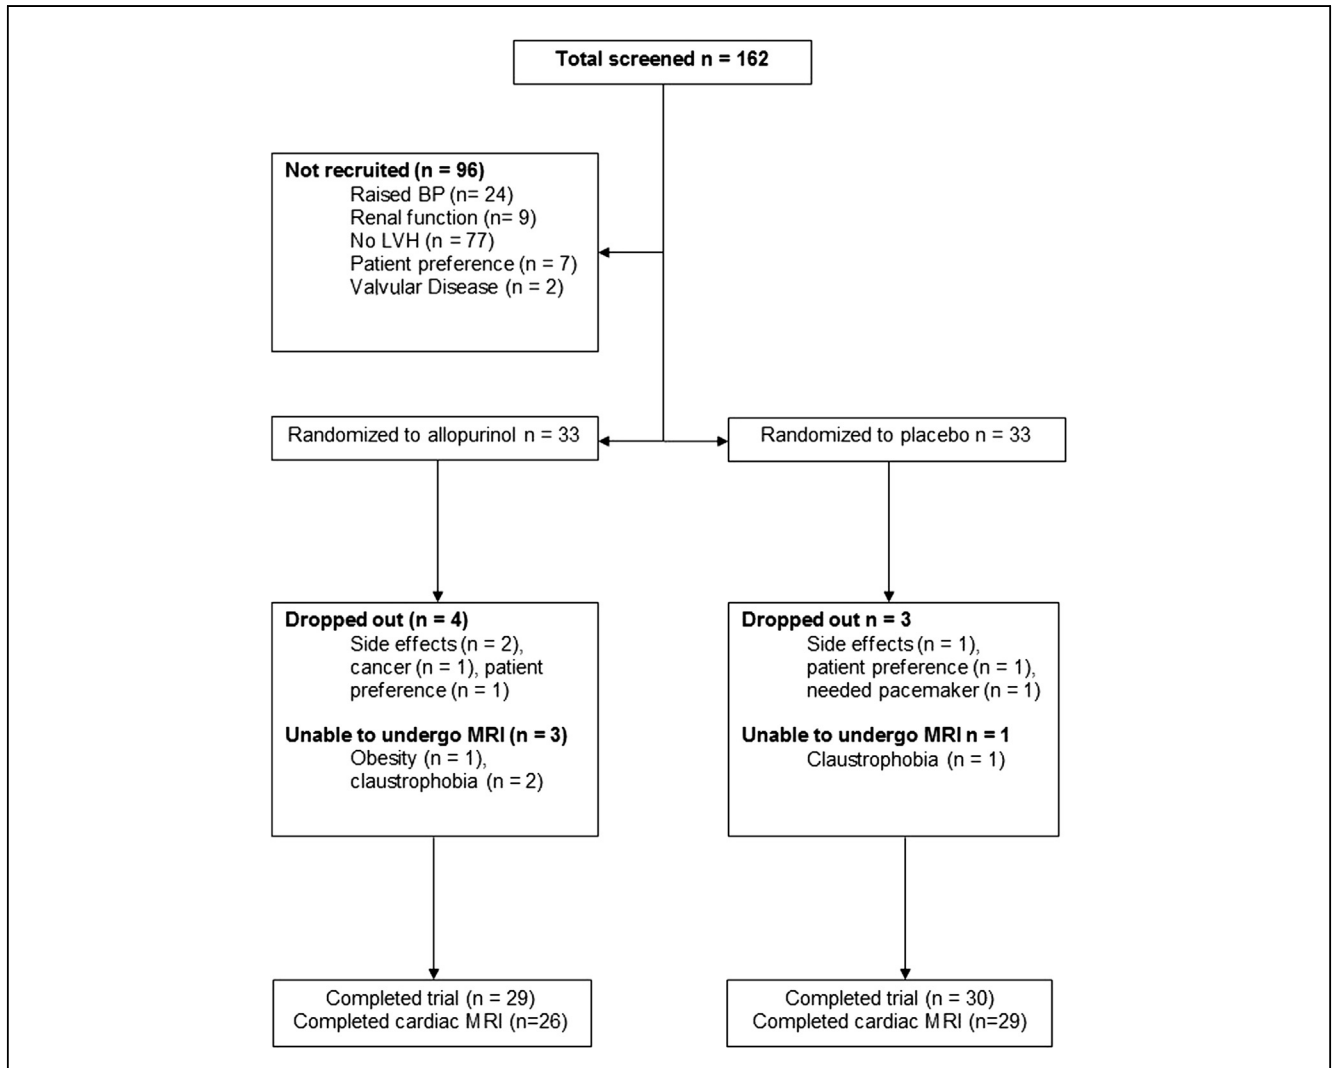 Total screened n = 162
Not recruited (n = 96)
Raised BP (n= 24)
Renal function (n= 9)
No LVH (n = 77)
Patient preference (n = 7)
Valvular Disease (n = 2)
Randomized to allopurinol n = 33
Randomized to placebo n = 33
Dropped out (n = 4)
Side effects (n = 2),
cancer (n = 1), patient
preference (n = 1)
Unable to undergo MRI (n = 3)
Obesity (n = 1),
claustrophobia (n = 2)
Dropped out n = 3
Side effects (n = 1),
patient preference (n = 1),
needed pacemaker (n = 1)
Unable to undergo MRI n = 1
Claustrophobia (n = 1)
Completed trial (n = 29)
Completed cardiac MRI (n=26)
Completed trial (n = 30)
Completed cardiac MRI (n=29)